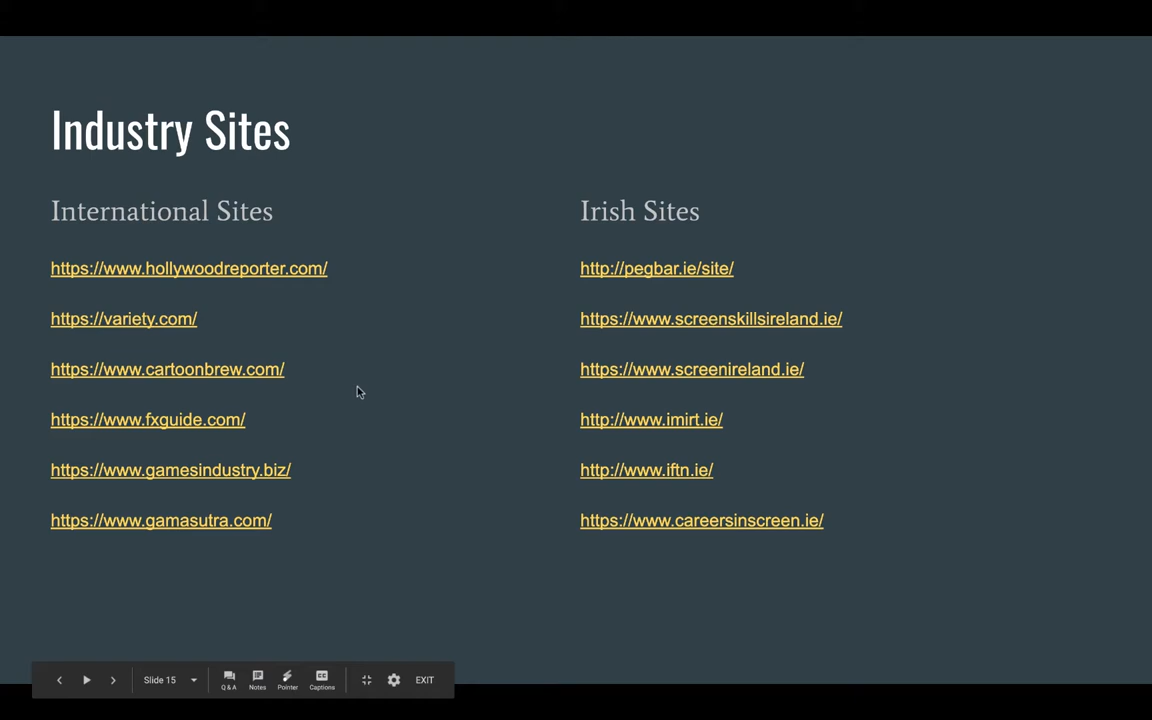 Industry Sites
International Sites
https://www.hollywoodreporter.com/
https://variety.com/
https://www.cartoonbrew.com/
https://www.fxguide.com/
https://www.gamesindustry.biz/
https://www.gamasutra.com/
Irish Sites
http://pegbar.ie/site/
https://www.screenskillsireland.ie/
https://www.screenireland.ie/
http://www.imirt.ie/
http://www.iftn.ie/
https://www.careersinscreen.ie/
Slide 15
Q & A
Notes
Pointer
CC
Captions
EXIT